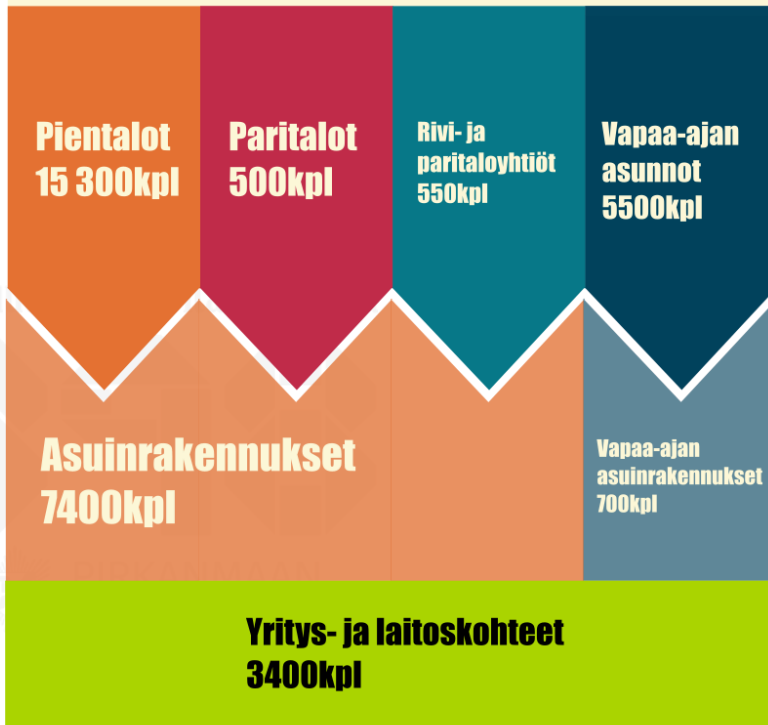 Pientalot
15 300kpl
Paritalot
500kpl
Rivi- ja
paritaloyhtiöt
550kpl
Vapaa-ajan
asunnot
5500kpl
Asuinrakennukset
7400kpl
Vapaa-ajan
asuinrakennukset
700kpl
PIRKANMAAN
Yritys- ja laitoskohteet
3400kpl